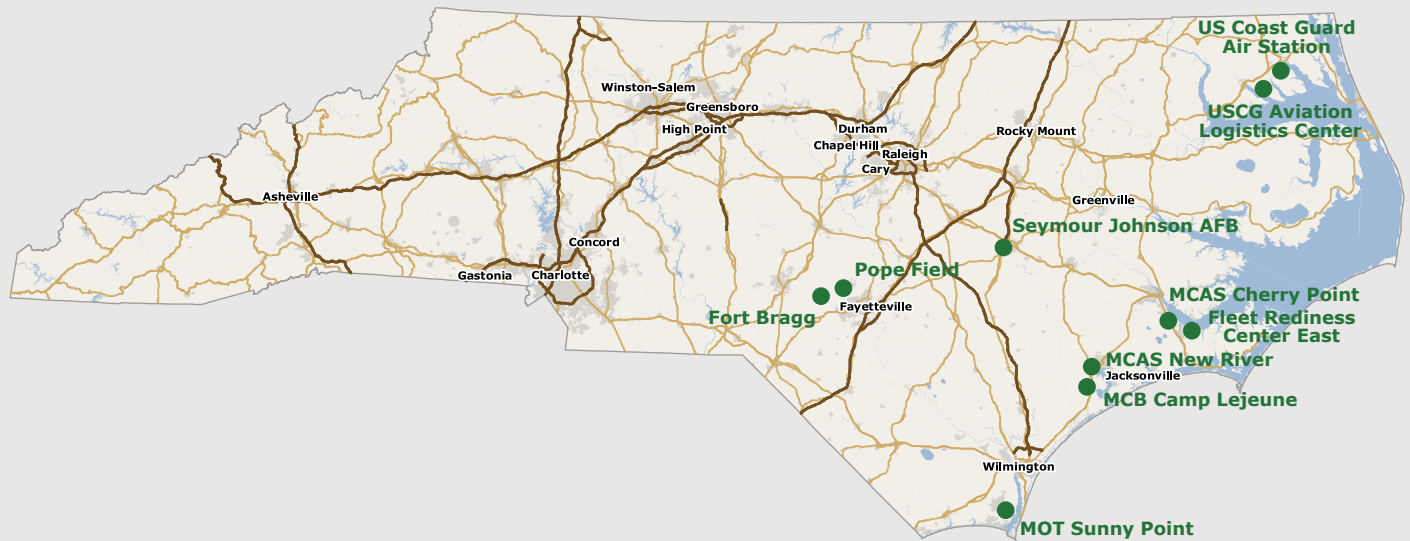 US Coast Guard
Air Station
Winston-Salem
Greensboro
USCG Aviation
Logistics Center
High Point
Durham
Rocky Mount
Chapel Hill
Raleigh
Cary
Asheville
Greenville
Seymour Johnson AFB
Concord
Pope Field
Gastonia
Charlotte
MCAS Cherry Point
Fayetteville
Fort Bragg
Fleet Rediness
Center East
MCAS New River
Jacksonville
MCB Camp Lejeune
Wilmington
MOT Sunny Point